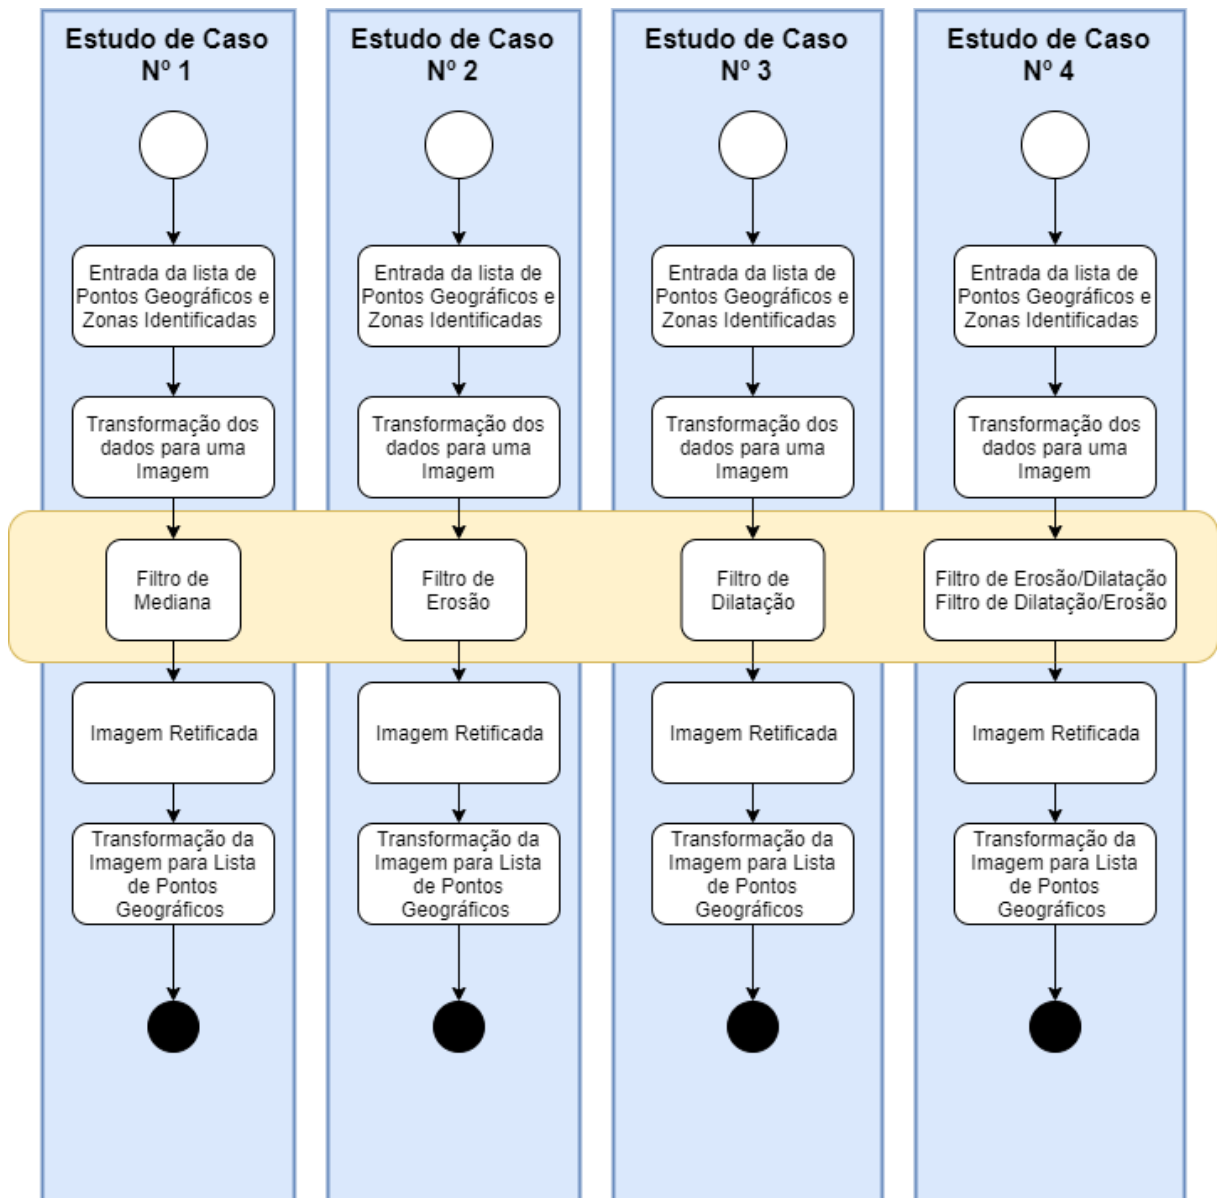 Estudo de Caso
Nº 1
Entrada da lista de
Pontos Geográficos e
Zonas Identificadas
Transformação dos
dados para uma
Imagem
Filtro de
Mediana
Imagem Retificada
Transformação da
Imagem para Lista
de Pontos
Geográficos
Estudo de Caso
Nº 2
Entrada da lista de
Pontos Geográficos e
Zonas Identificadas
Transformação dos
dados para uma
Imagem
Filtro de
Erosão
Imagem Retificada
Transformação da
Imagem para Lista
de Pontos
Geográficos
Estudo de Caso
Nº 3
Entrada da lista de
Pontos Geográficos e
Zonas Identificadas
Transformação dos
dados para uma
Imagem
Filtro de
Dilatação
Imagem Retificada
Transformação da
Imagem para Lista
de Pontos
Geográficos
Estudo de Caso
Nº 4
Entrada da lista de
Pontos Geográficos e
Zonas Identificadas
Transformação dos
dados para uma
Imagem
Filtro de Erosão/Dilatação
Filtro de Dilatação/Erosão
Imagem Retificada
Transformação da
Imagem para Lista
de Pontos
Geográficos